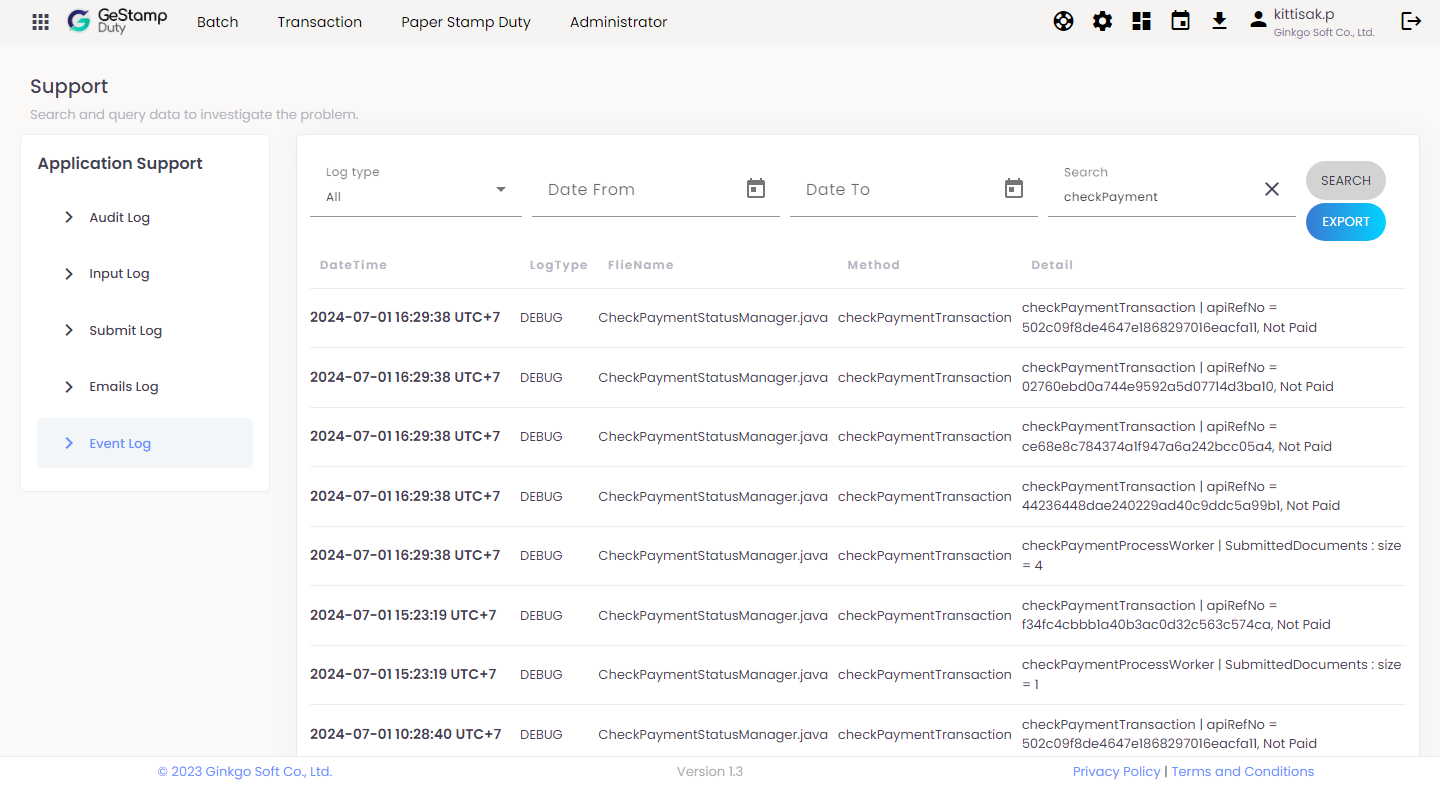 GeStamp
Duty
Batch
Transaction
Paper Stamp Duty
Administrator
kittisak.p
Ginkgo Soft Co., Ltd.
Support
Search and query data to investigate the problem.
Application Support
Audit Log
Input Log
Submit Log
Emails Log
Event Log
Log type
All
Date From
Date To
Search
checkPayment
SEARCH
EXPORT
DateTime LogType FlieName Method Detail
2024-07-01 16:29:38 UTC+7 DEBUG CheckPaymentStatusManager.java checkPaymentTransaction checkPaymentTransaction | apiRefNo =
502c09f8de4647e1868297016eacfa11, Not Paid
2024-07-01 16:29:38 UTC+7 DEBUG CheckPaymentStatusManager.java checkPaymentTransaction checkPaymentTransaction | apiRefNo =
02760ebd0a744e9592a5d07714d3ba10, Not Paid
2024-07-01 16:29:38 UTC+7 DEBUG CheckPaymentStatusManager.java checkPaymentTransaction checkPaymentTransaction | apiRefNo =
ce68e8c784374a1f947a6a242bcc05a4, Not Paid
2024-07-01 16:29:38 UTC+7 DEBUG CheckPaymentStatusManager.java checkPaymentTransaction checkPaymentTransaction | apiRefNo =
44236448dae240229ad40c9ddc5a99b1, Not Paid
2024-07-01 16:29:38 UTC+7 DEBUG CheckPaymentStatusManager.java checkPaymentTransaction checkPaymentProcessWorker | SubmittedDocuments : size
= 4
2024-07-01 15:23:19 UTC+7 DEBUG CheckPaymentStatusManager.java checkPaymentTransaction checkPaymentTransaction | apiRefNo =
f34fc4cbbb1a40b3ac0d32c563c574ca, Not Paid
2024-07-01 15:23:19 UTC+7 DEBUG CheckPaymentStatusManager.java checkPaymentTransaction checkPaymentProcessWorker | SubmittedDocuments : size
= 1
2024-07-01 10:28:40 UTC+7 DEBUG CheckPaymentStatusManager.java checkPaymentTransaction checkPaymentTransaction | apiRefNo =
502c09f8de4647e1868297016eacfa11, Not Paid
© 2023 Ginkgo Soft Co., Ltd.
Version 1.3
Privacy Policy | Terms and Conditions